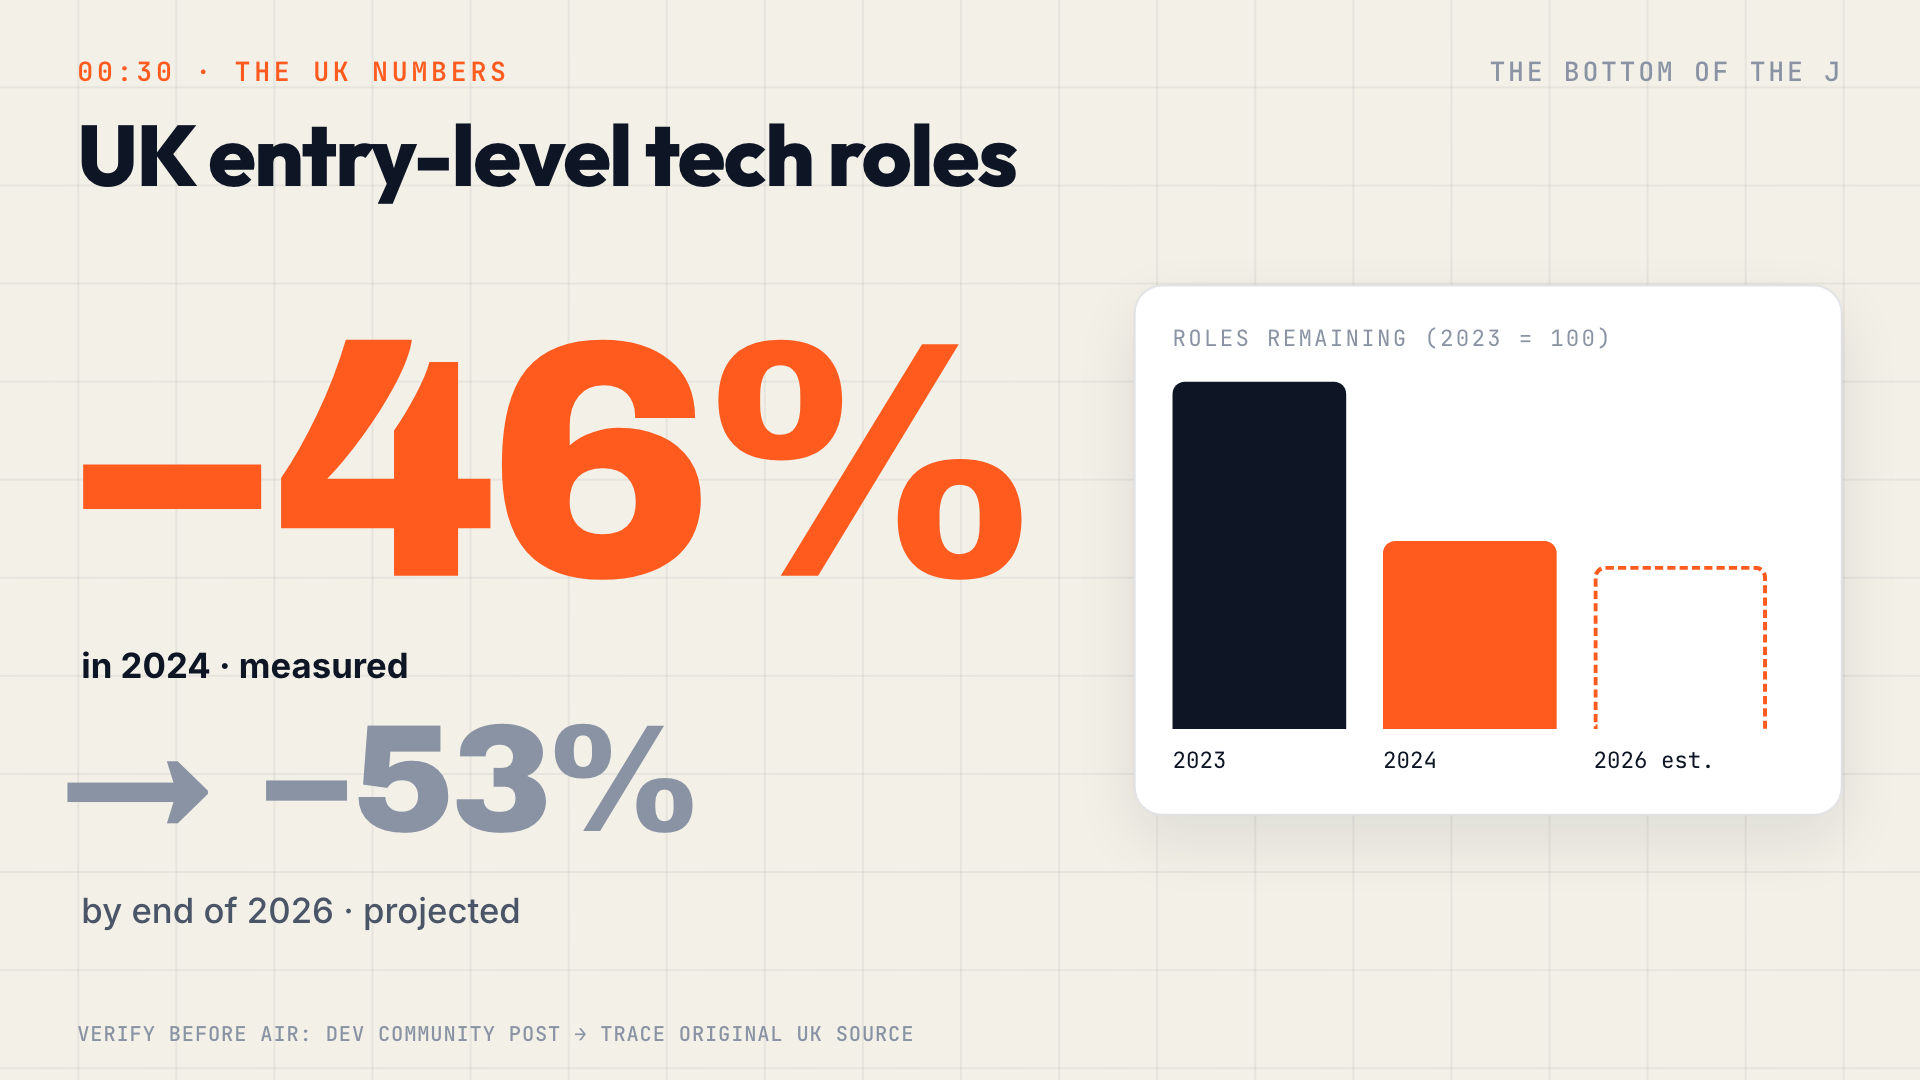 00:30 · THE UK NUMBERS
THE BOTTOM OF THE J
UK entry-level tech roles
–46%
in 2024 · measured
→ –53%
by end of 2026 · projected
ROLES REMAINING (2023 = 100)
2023
2024
2026 est.
VERIFY BEFORE AIR: DEV COMMUNITY POST → TRACE ORIGINAL UK SOURCE